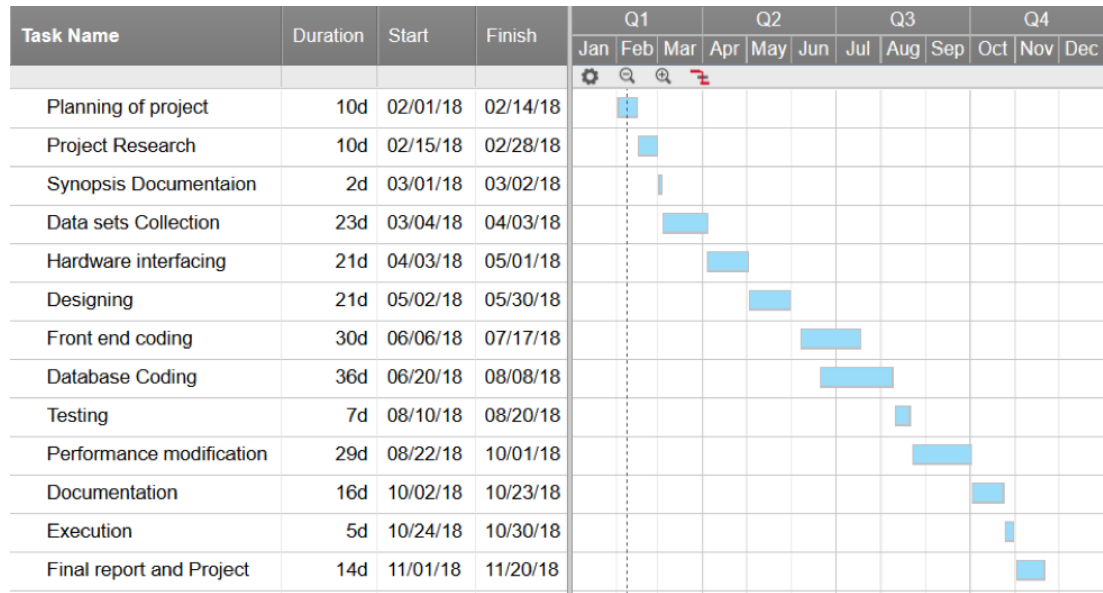 Task Name Duration Start Finish Q1 Q2 Q3 Q4
Jan Feb Mar Apr May Jun Jul Aug Sep Oct Nov Dec
Planning of project 10d 02/01/18 02/14/18
Project Research 10d 02/15/18 02/28/18
Synopsis Documentaion 2d 03/01/18 03/02/18
Data sets Collection 23d 03/04/18 04/03/18
Hardware interfacing 21d 04/03/18 05/01/18
Designing 21d 05/02/18 05/30/18
Front end coding 30d 06/06/18 07/17/18
Database Coding 36d 06/20/18 08/08/18
Testing 7d 08/10/18 08/20/18
Performance modification 29d 08/22/18 10/01/18
Documentation 16d 10/02/18 10/23/18
Execution 5d 10/24/18 10/30/18
Final report and Project 14d 11/01/18 11/20/18